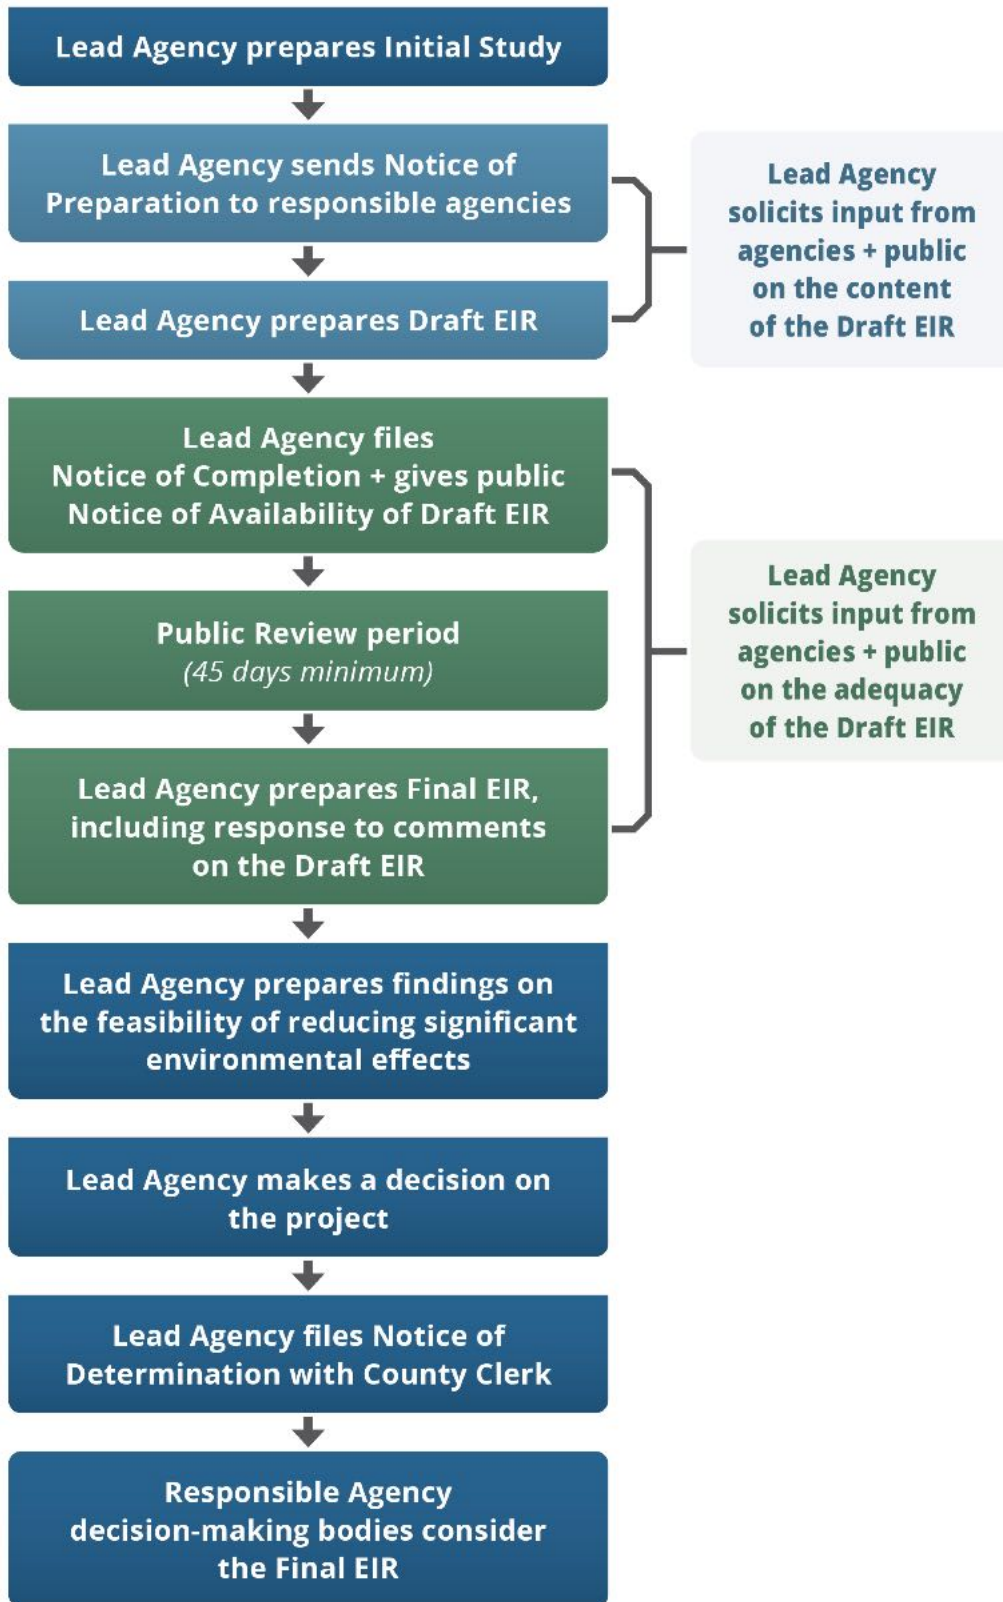 Lead Agency prepares Initial Study
Lead Agency sends Notice of
Preparation to responsible agencies
Lead Agency
solicits input from
agencies + public
on the content
of the Draft EIR
Lead Agency prepares Draft EIR
Lead Agency files
Notice of Completion + gives public
Notice of Availability of Draft EIR
Public Review period
(45 days minimum)
Lead Agency
solicits input from
agencies + public
on the adequacy
of the Draft EIR
Lead Agency prepares Final EIR,
including response to comments
on the Draft EIR
Lead Agency prepares findings on
the feasibility of reducing significant
environmental effects
Lead Agency makes a decision on
the project
Lead Agency files Notice of
Determination with County Clerk
Responsible Agency
decision-making bodies consider
the Final EIR